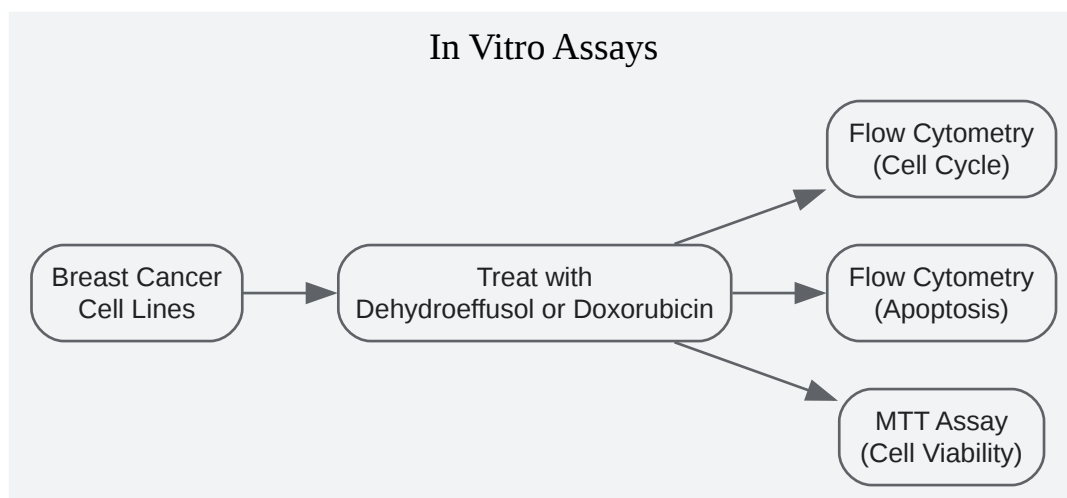 In Vitro Assays
Flow Cytometry
(Cell Cycle)
Breast Cancer
Cell Lines
Treat with
Dehydroeffusol or Doxorubicin
Flow Cytometry
(Apoptosis)
MTT Assay
(Cell Viability)